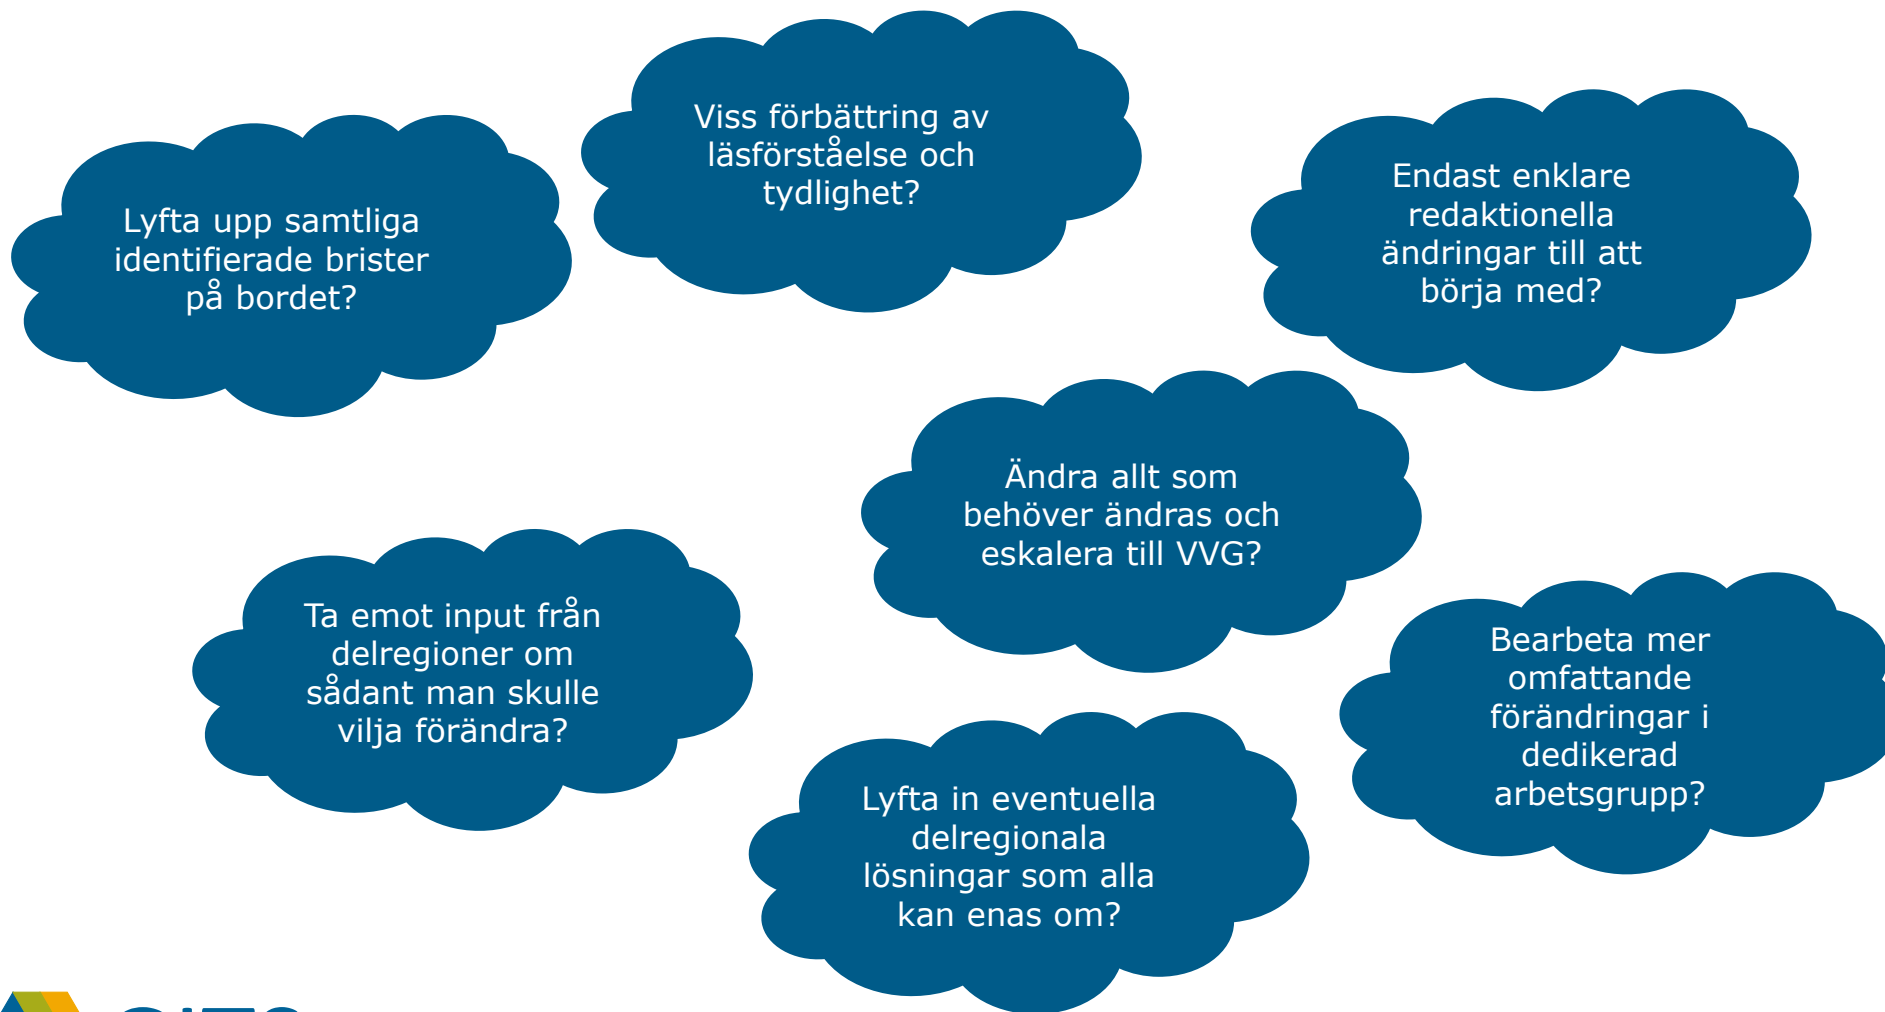 Viss förbättring av
läsförståelse och
tydlighet?
Lyfta upp samtliga
identifierade brister
på bordet?
Endast enklare
redaktionella
ändringar till att
börja med?
Ändra allt som
behöver ändras och
eskalera till VVG?
Ta emot input från
delregioner om
sådant man skulle
vilja förändra?
Bearbeta mer
omfattande
förändringar i
dedikerad
arbetsgrupp?
Lyfta in eventuella
delregionala
lösningar som alla
kan enas om?